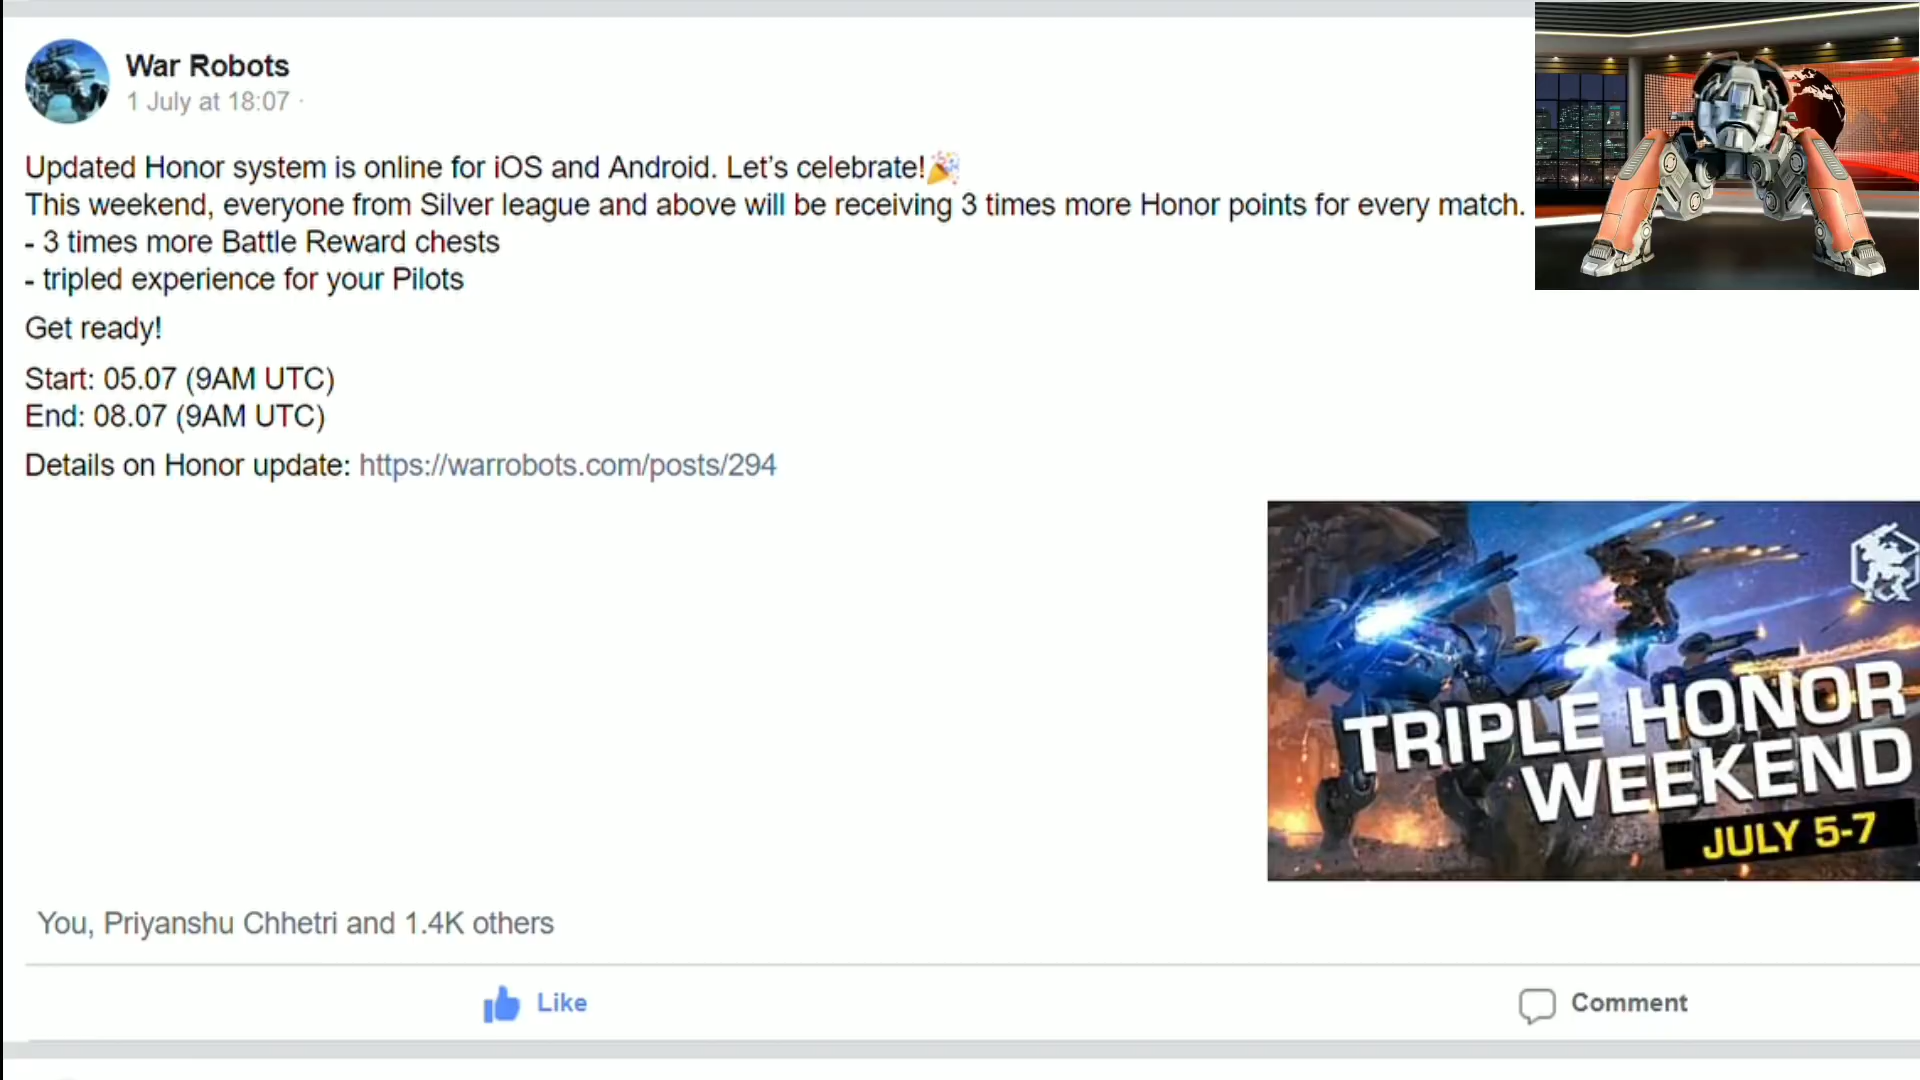 War Robots
1 July at 18:07 ·
Updated Honor system is online for iOS and Android. Let’s celebrate!🎉
This weekend, everyone from Silver league and above will be receiving 3 times more Honor points for every match.
- 3 times more Battle Reward chests
- tripled experience for your Pilots
Get ready!
Start: 05.07 (9AM UTC)
End: 08.07 (9AM UTC)
Details on Honor update: https://warrobots.com/posts/294
TRIPLE HONOR
WEEKEND
JULY 5-7
You, Priyanshu Chhetri and 1.4K others
Like
Comment